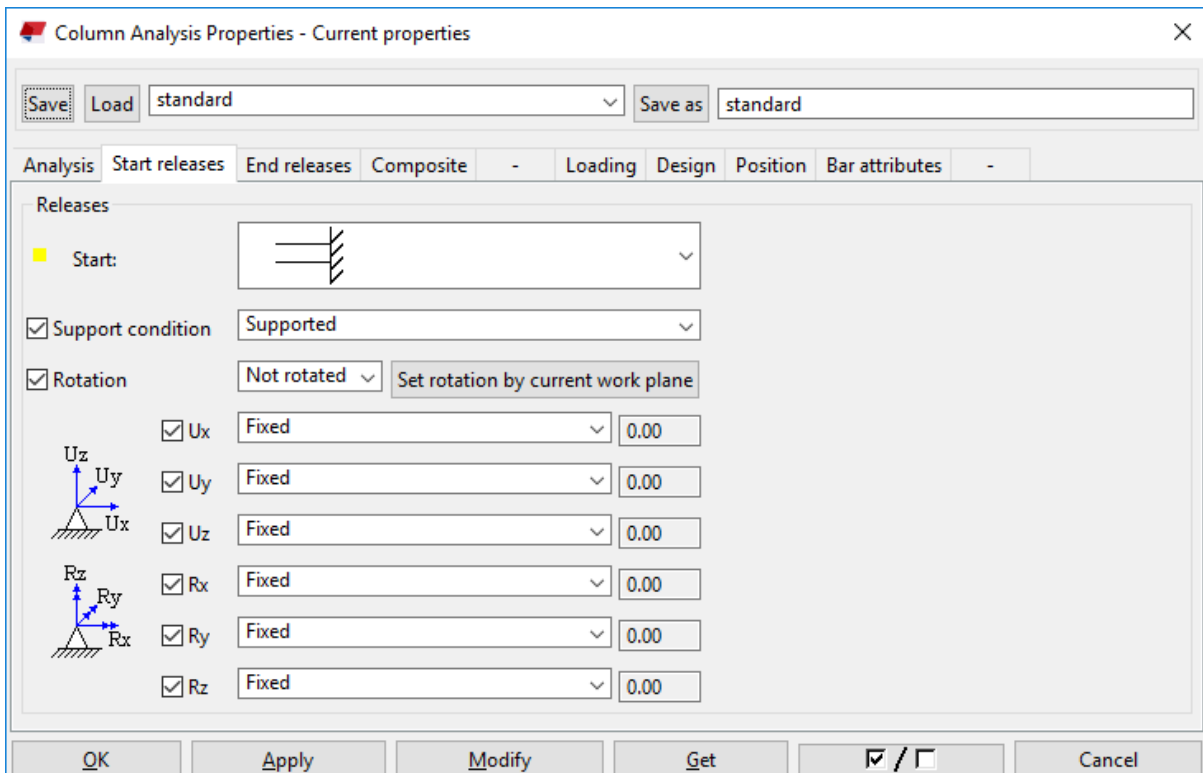 Column Analysis Properties - Current properties
Save Load standard Save as standard
Analysis Start releases End releases Composite - Loading Design Position Bar attributes -
Releases
Start:
Support condition Supported
Rotation Not rotated Set rotation by current work plane
Ux Fixed 0.00
Uz
Uy
Uy Fixed 0.00
Ux
Uz Fixed 0.00
Rz
Rx Fixed 0.00
Ry
Rx
Ry Fixed 0.00
Rz Fixed 0.00
OK Apply Modify Get / Cancel